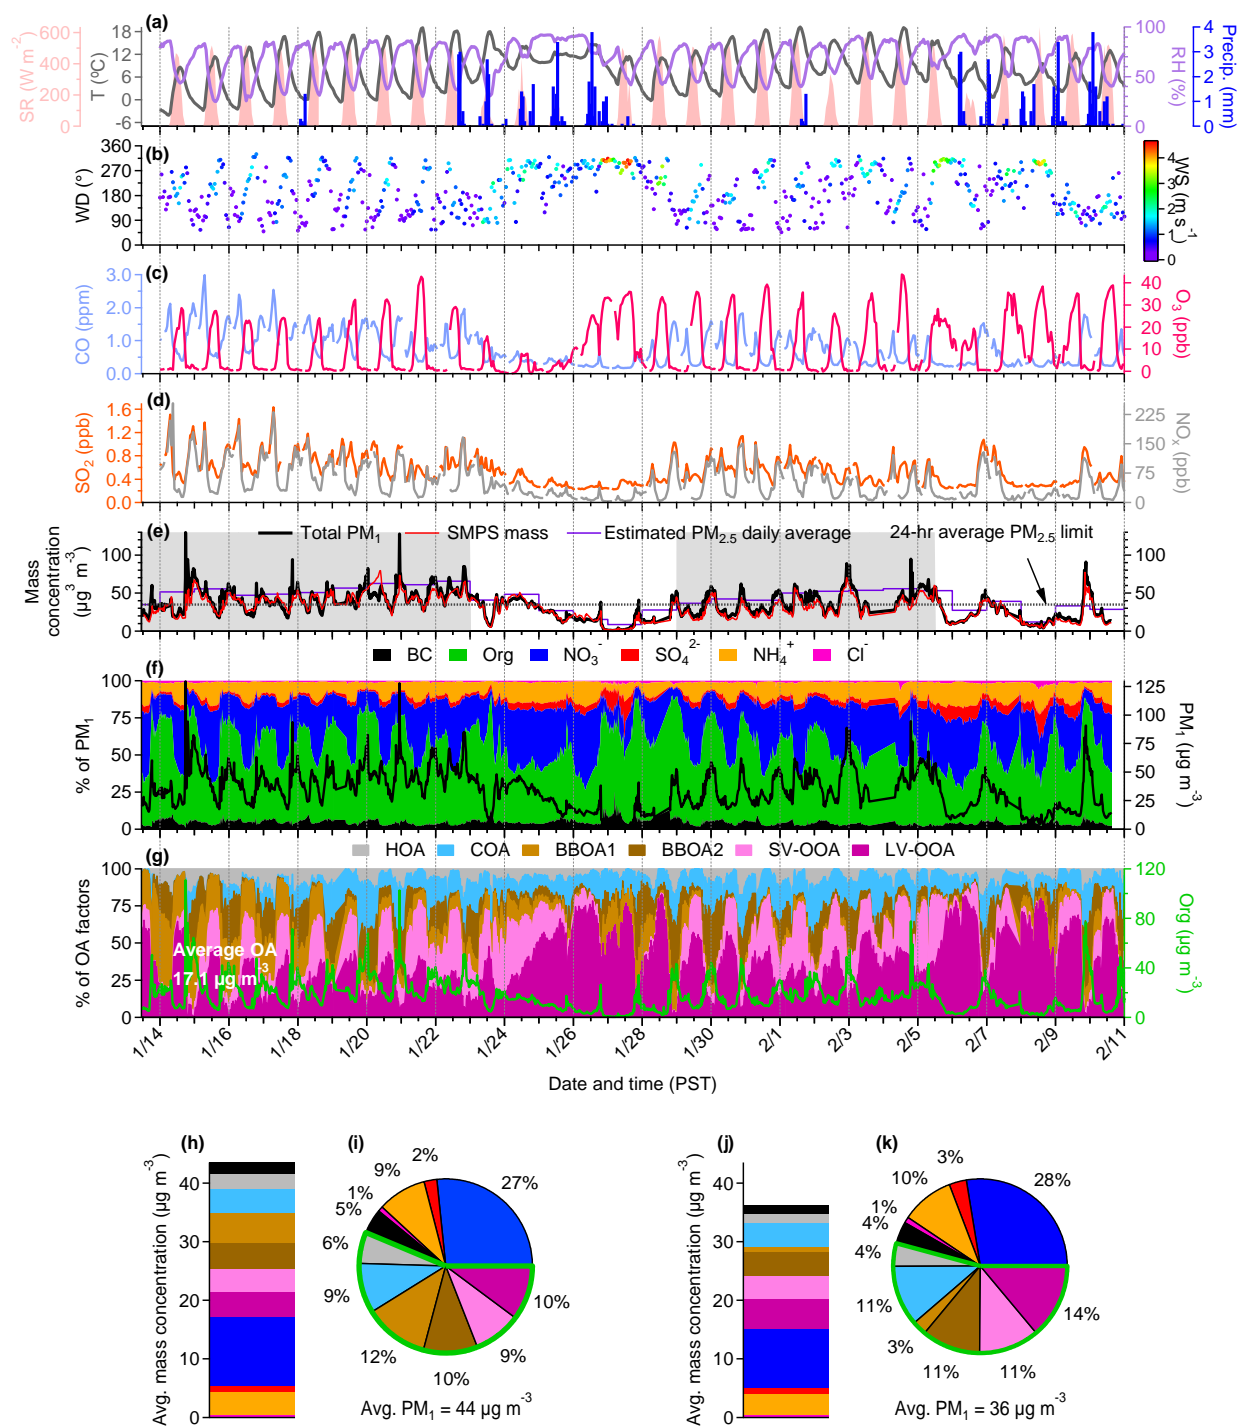 (a)
SR (W m-2)
600
400
200
0
T (ºC)
18
12
6
0
-6
100
50
0
RH (%)
4
3
2
1
0
Precip. (mm)
(b)
WD (°)
360
270
180
90
0
4
3
2
1
0
WS (m s-1)
(c)
CO (ppm)
3.0
2.0
1.0
0.0
40
30
20
10
0
O3 (ppb)
(d)
SO2 (ppb)
1.6
1.2
0.8
0.4
0.0
225
150
75
0
NOx (ppb)
(e)
Total PM1
SMPS mass
Estimated PM2.5 daily average
24-hr average PM2.5 limit
Mass concentration (µg3 m-3)
100
50
0
100
80
60
40
20
0
BC Org NO3- SO42- NH4+ Cl-
(f)
% of PM1
100
75
50
25
0
125
100
75
50
25
0
PM1 (µg m-3)
HOA COA BBOA1 BBOA2 SV-OOA LV-OOA
(g)
% of OA factors
100
75
50
25
0
Average OA
17.1 µg m-3
120
80
40
0
Org (µg m-3)
1/14 1/16 1/18 1/20 1/22 1/24 1/26 1/28 1/30 2/1 2/3 2/5 2/7 2/9 2/11
Date and time (PST)
(h)
Avg. mass concentration (µg m-3)
40
30
20
10
0
(i)
2%
27%
9%
1%
5%
6%
9%
12%
10%
9%
10%
Avg. PM1 = 44 µg m-3
(j)
Avg. mass concentration (µg m-3)
40
30
20
10
0
(k)
3%
28%
10%
1%
4%
4%
11%
3%
11%
11%
14%
Avg. PM1 = 36 µg m-3